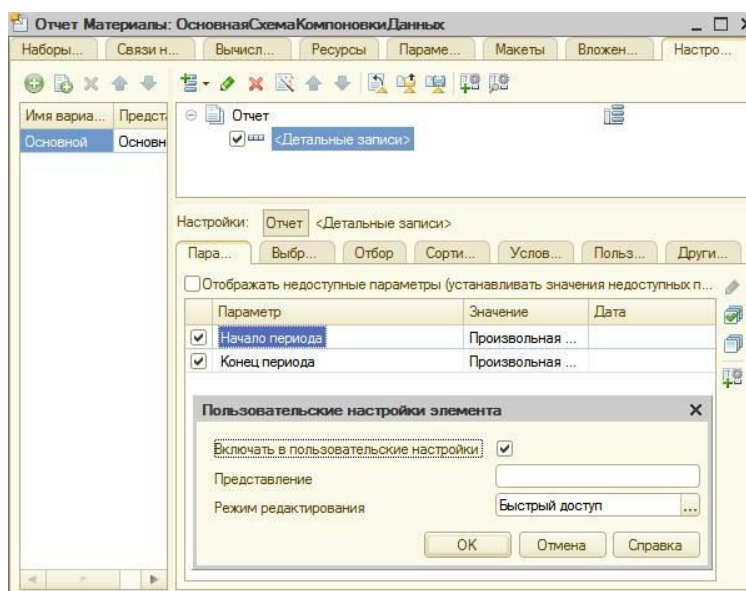 Отчет Материалы: ОсновнаяСхемаКомпоновкиДанных
Наборы... Связи н... Вычисл... Ресурсы Параме... Макеты Вложен... Настро...
Имя вариа... Предст
Основной Основн
Отчет
<Детальные записи>
Настройки: Отчет <Детальные записи>
Пара... Выбр... Отбор Сорти... Услов... Польз... Други...
Отображать недоступные параметры (устанавливать значения недоступных п...
Параметр Значение Дата
Начало периода Произвольная ...
Конец периода Произвольная ...
Пользовательские настройки элемента
Включать в пользовательские настройки
Представление
Режим редактирования Быстрый доступ ...
ОК Отмена Справка